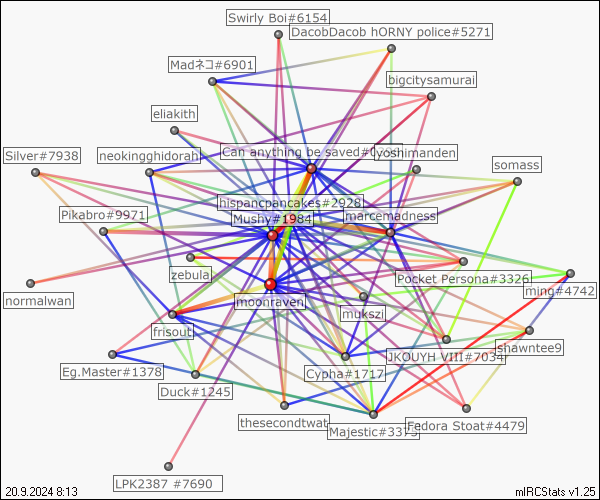 Swirly Boi#6154
DacobDacob hORNY police#5271
Madネコ#6901
bigcitysamurai
eliakith
Can anything be saved#0
yoshimanden
Silver#7938
neokingghidorah
somass
hispancpancakes#2928
Pikabro#9971
Mushy#1984
marcemadness
zebula
Pocket Persona#3326
ming#4742
normalwan
moonraven
mukszi
frisout
JKOUYH VIII#7034
shawntee9
Eg.Master#1378
Cypha#1717
Duck#1245
thesecondtwat
Majestic#3375
Fedora Stoat#4479
LPK2387 #7690
20.9.2024 8:13
mIRCStats v1.25